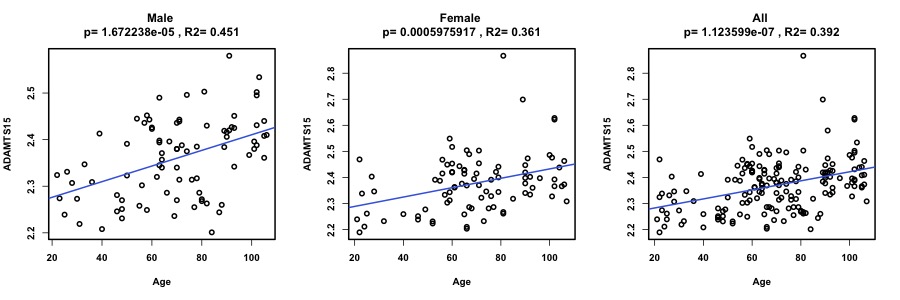 Male
p= 1.672238e-05 , R2= 0.451
ADAMTS15
2.2 2.3 2.4 2.5
20 40 60 80 100
Age
Female
p= 0.0005975917 , R2= 0.361
ADAMTS15
2.2 2.3 2.4 2.5 2.6 2.7 2.8
20 40 60 80 100
Age
All
p= 1.123599e-07 , R2= 0.392
ADAMTS15
2.2 2.3 2.4 2.5 2.6 2.7 2.8
20 40 60 80 100
Age